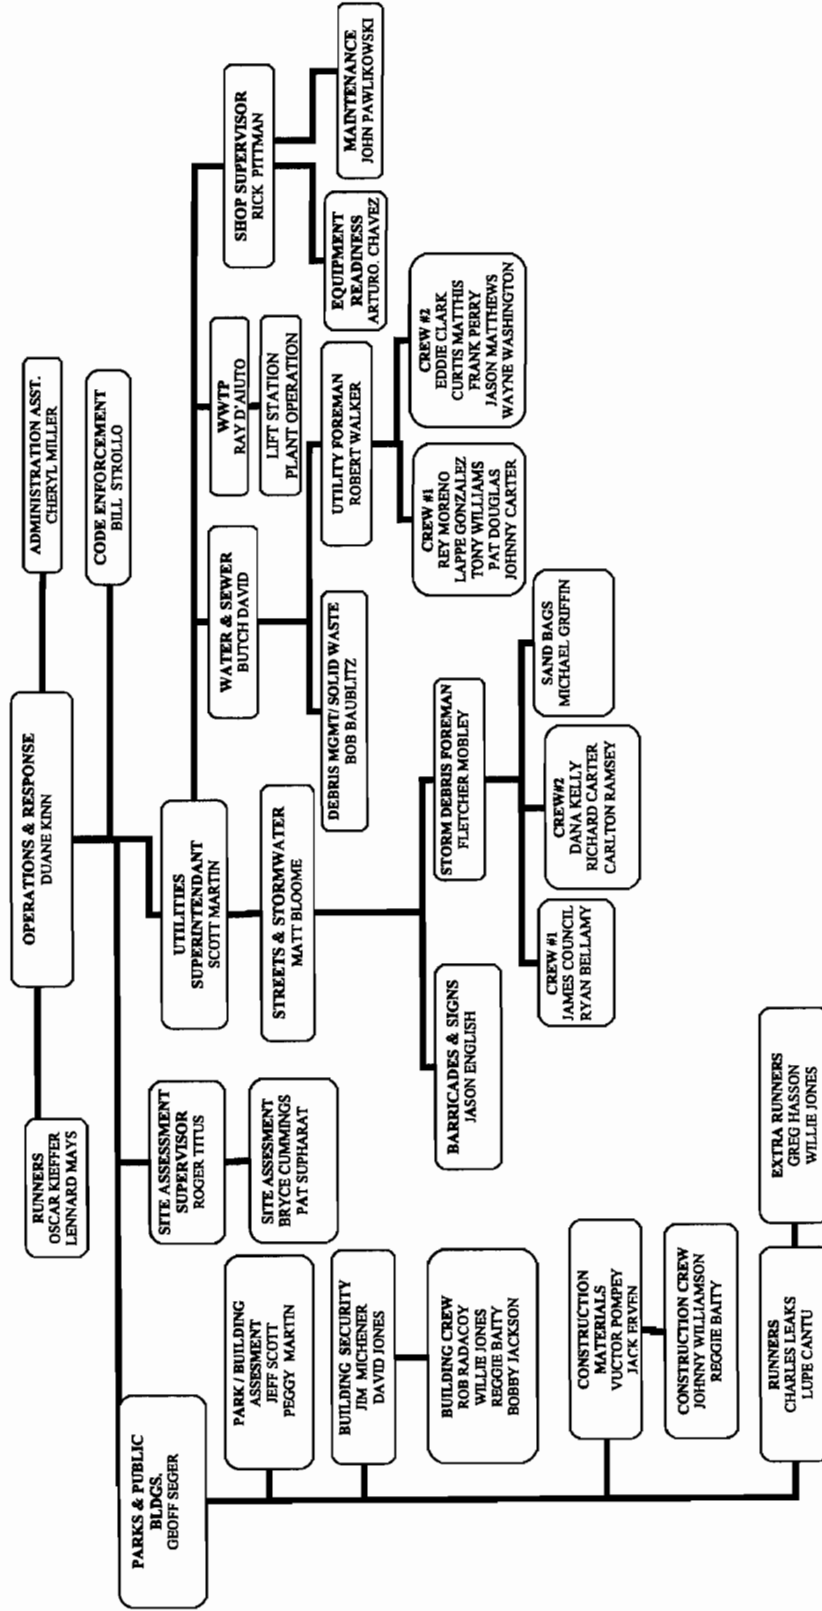 OPERATIONS & RESPONSE
DUANE KINN
RUNNERS
OSCAR KIEFFER
LENNARD MAYS
ADMINISTRATION ASST.
CHERYL MILLER
CODE ENFORCEMENT
BILL STROLLO
PARKS & PUBLIC
BLDGS.
GEOFF SEGER
SITE ASSESSMENT
SUPERVISOR
ROGER TITUS
UTILITIES
SUPERINTENDANT
SCOTT MARTIN
PARK / BUILDING
ASSESMENT
JEFF SCOTT
PEGGY MARTIN
SITE ASSESMENT
BRYCE CUMMINGS
PAT SUPHARAT
STREETS & STORMWATER
MATT BLOOME
WATER & SEWER
BUTCH DAVID
WWTP
RAY D'AIUTO
LIFT STATION
PLANT OPERATION
SHOP SUPERVISOR
RICK PITTMAN
BUILDING SECURITY
JIM MICHENER
DAVID JONES
DEBRIS MGMT/ SOLID WASTE
BOB BAUBLITZ
UTILITY FOREMAN
ROBERT WALKER
EQUIPMENT
READINESS
ARTURO. CHAVEZ
MAINTENANCE
JOHN PAWLIKOWSKI
BUILDING CREW
ROB RADACOY
WILLIE JONES
REGGIE BAITY
BOBBY JACKSON
BARRICADES & SIGNS
JASON ENGLISH
STORM DEBRIS FOREMAN
FLETCHER MOBLEY
CREW #1
REY MORENO
LAPPE GONZALEZ
TONY WILLIAMS
PAT DOUGLAS
JOHNNY CARTER
CREW #2
EDDIE CLARK
CURTIS MATTHIS
FRANK PERRY
JASON MATTHEWS
WAYNE WASHINGTON
CREW #1
JAMES COUNCIL
RYAN BELLAMY
CREW#2
DANA KELLY
RICHARD CARTER
CARLTON RAMSEY
SAND BAGS
MICHAEL GRIFFIN
CONSTRUCTION
MATERIALS
VUCTOR POMPEY
JACK ERVEN
CONSTRUCTION CREW
JOHNNY WILLIAMSON
REGGIE BAITY
RUNNERS
CHARLES LEAKS
LUPE CANTU
EXTRA RUNNERS
GREG HASSON
WILLIE JONES